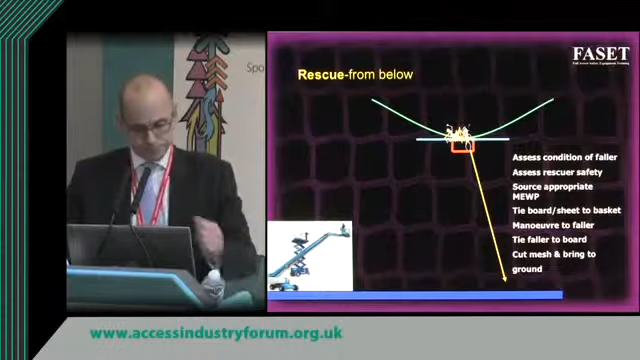 Spo
FASET
Rescue-from below
Assess condition of faller
Assess rescuer safety
Source appropriate
MEWP
Tie board/sheet to basket
Manoeuvre to faller
Tie faller to board
Cut mesh & bring to
ground
www.accessindustryforum.org.uk